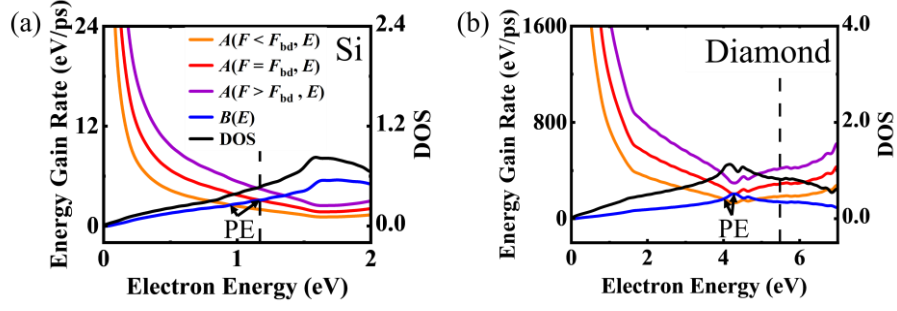 (a)
Energy Gain Rate (eV/ps)
24
12
0
A(F < F_bd, E)
A(F = F_bd, E)
A(F > F_bd , E)
B(E)
DOS
Si
PE
2.4
1.2
0.0
DOS
0 1 2
Electron Energy (eV)
(b)
Energy Gain Rate (eV/ps)
1600
800
0
Diamond
PE
4.0
2.0
0.0
DOS
0 2 4 6
Electron Energy (eV)